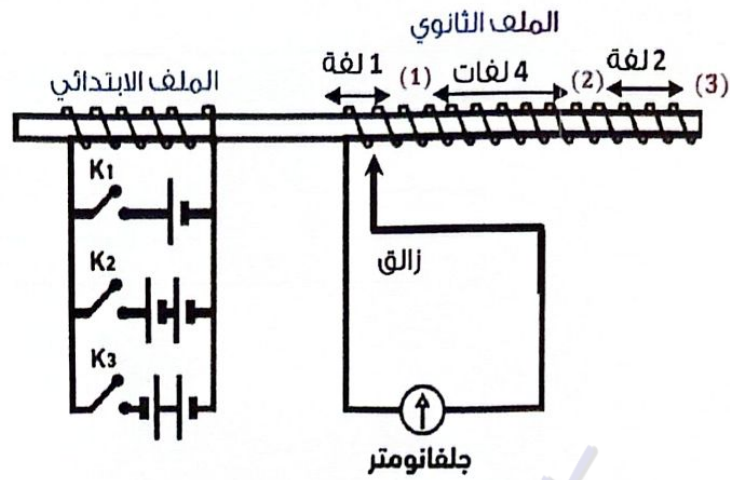 الملف الثانوي
الملف الابتدائي
1 لفة (1) 4 لفات (2) 2 لفة (3)
K1
K2
K3
زالق
جلفانومتر